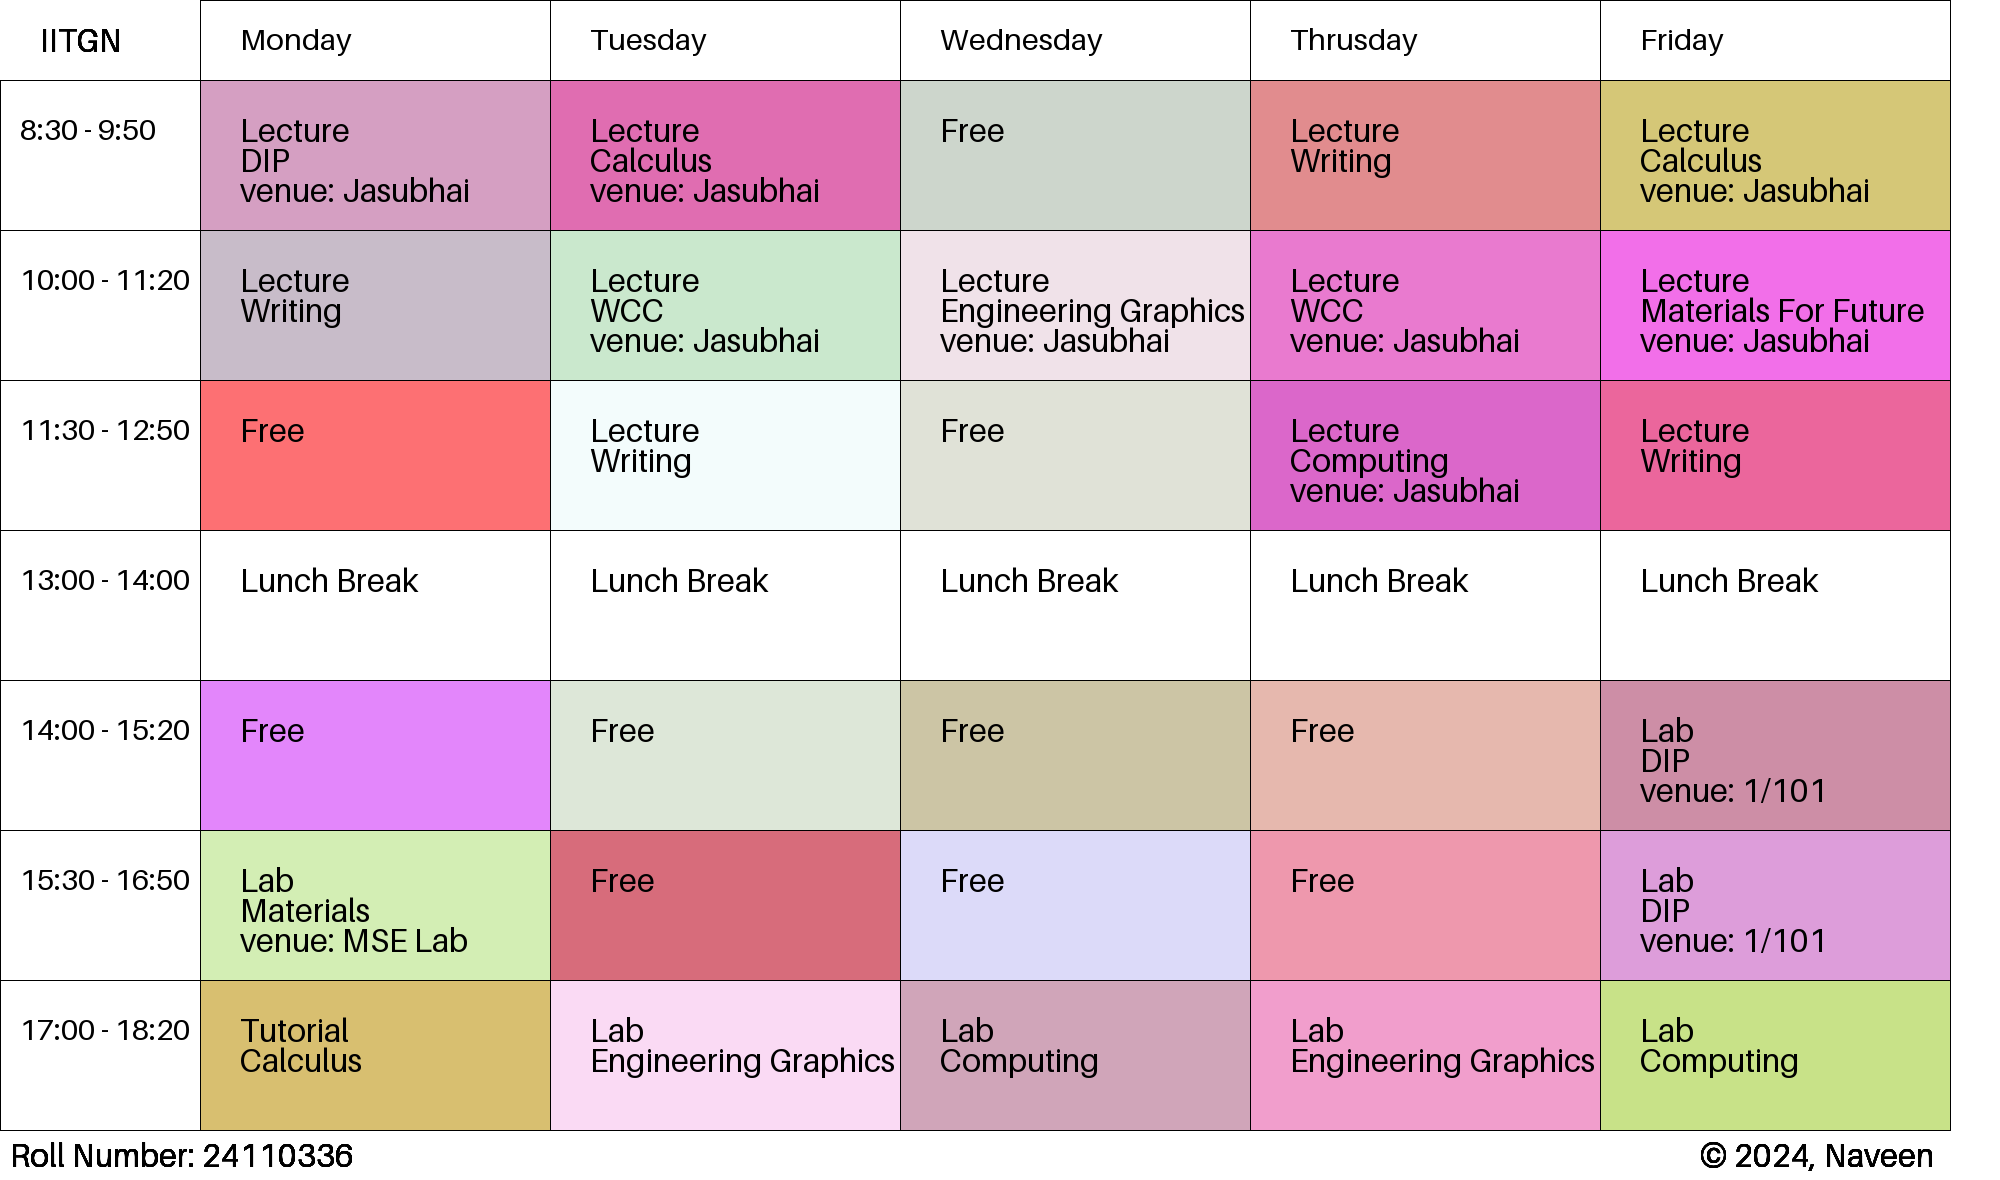 IITGN Monday Tuesday Wednesday Thrusday Friday
8:30 - 9:50
Lecture
DIP
venue: Jasubhai
Lecture
Calculus
venue: Jasubhai
Free
Lecture
Writing
Lecture
Calculus
venue: Jasubhai
10:00 - 11:20
Lecture
Writing
Lecture
WCC
venue: Jasubhai
Lecture
Engineering Graphics
venue: Jasubhai
Lecture
WCC
venue: Jasubhai
Lecture
Materials For Future
venue: Jasubhai
11:30 - 12:50
Free
Lecture
Writing
Free
Lecture
Computing
venue: Jasubhai
Lecture
Writing
13:00 - 14:00
Lunch Break
Lunch Break
Lunch Break
Lunch Break
Lunch Break
14:00 - 15:20
Free
Free
Free
Free
Lab
DIP
venue: 1/101
15:30 - 16:50
Lab
Materials
venue: MSE Lab
Free
Free
Free
Lab
DIP
venue: 1/101
17:00 - 18:20
Tutorial
Calculus
Lab
Engineering Graphics
Lab
Computing
Lab
Engineering Graphics
Lab
Computing
Roll Number: 24110336
© 2024, Naveen